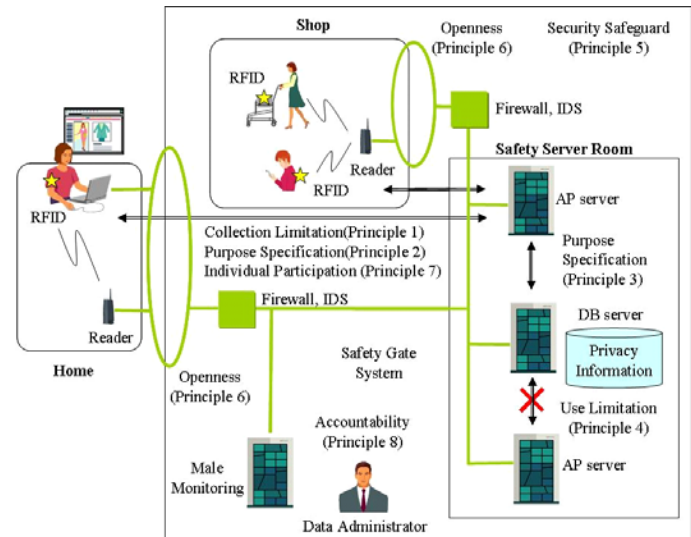 Shop
Openness
(Principle 6)
Security Safeguard
(Principle 5)
RFID
RFID
Reader
Firewall, IDS
Safety Server Room
AP server
Purpose
Specification
(Principle 3)
DB server
Privacy
Information
Use Limitation
(Principle 4)
AP server
RFID
Reader
Home
Collection Limitation(Principle 1)
Purpose Specification(Principle 2)
Individual Participation (Principle 7)
Firewall, IDS
Openness
(Principle 6)
Safety Gate
System
Accountability
(Principle 8)
Male
Monitoring
Data Administrator